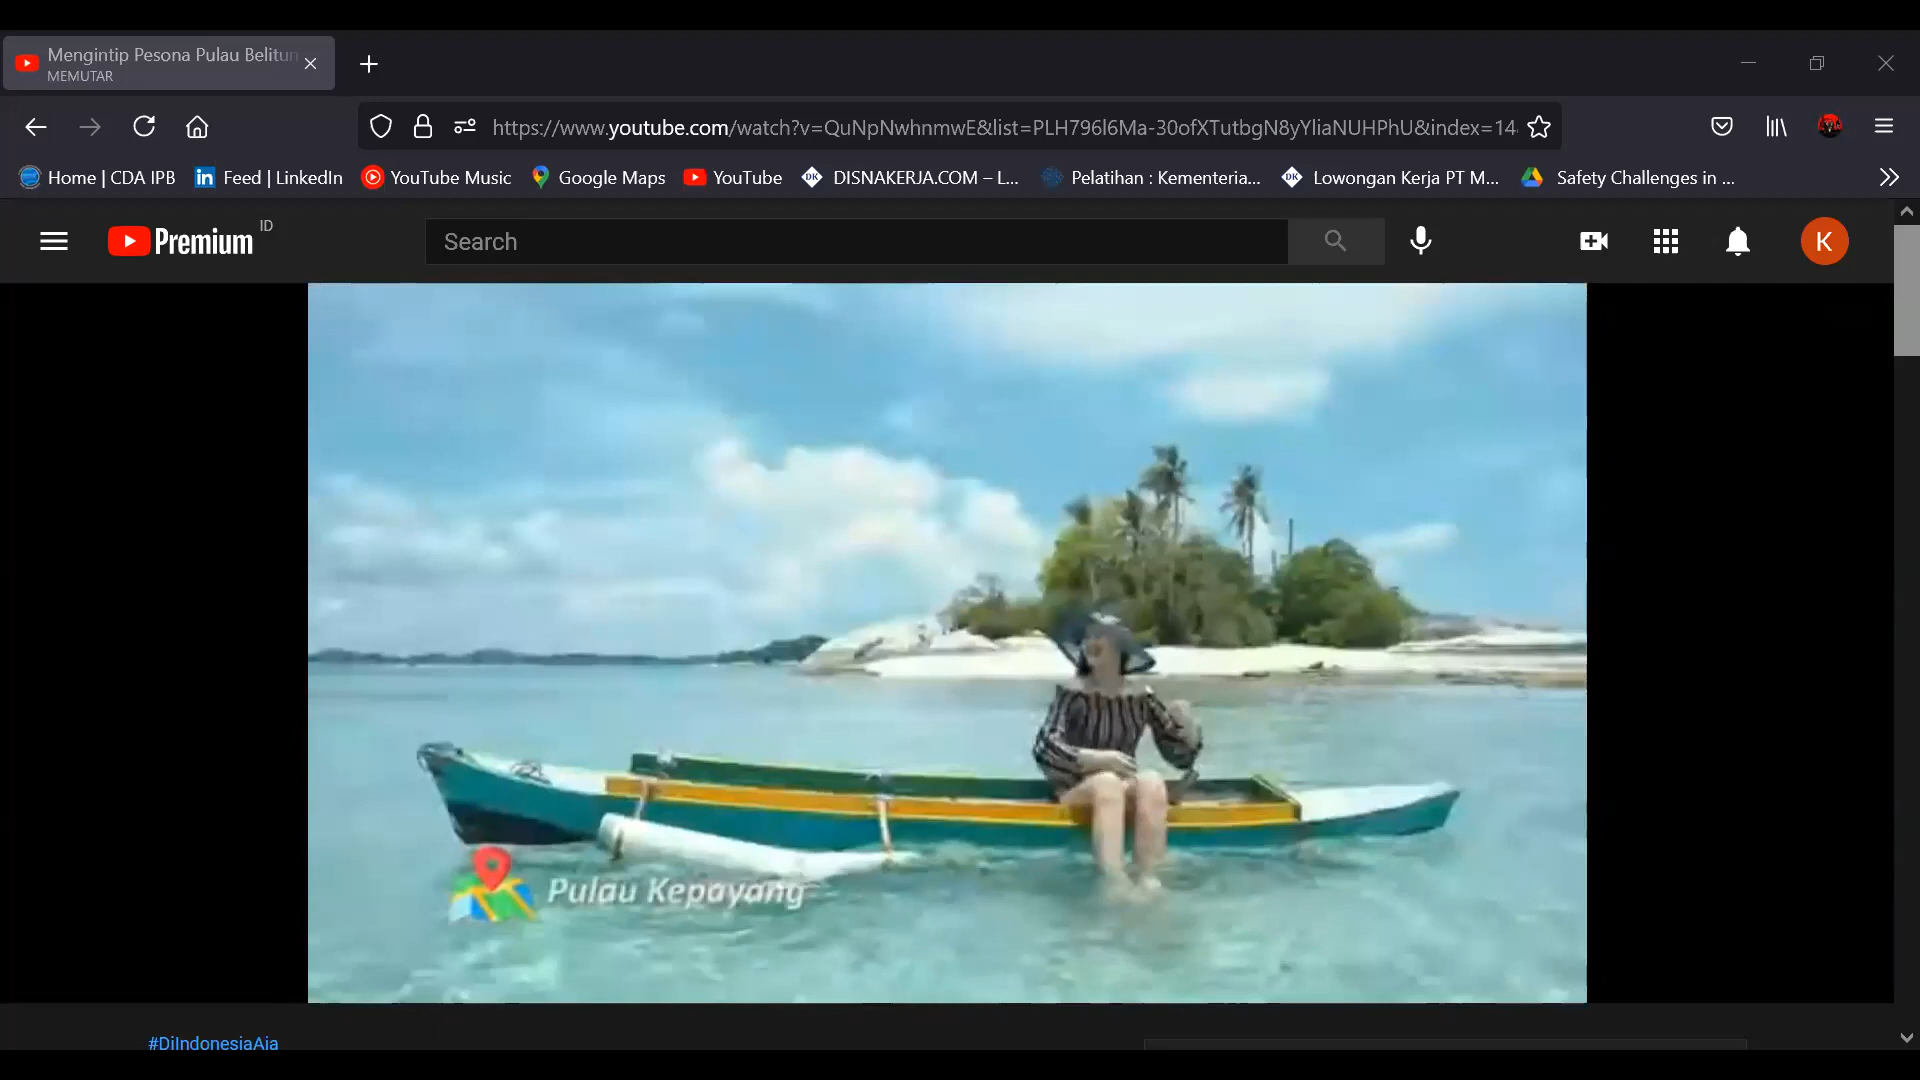 Mengintip Pesona Pulau Belitun
MEMUTAR
https://www.youtube.com/watch?v=QuNpNwhnmwE&list=PLH796l6Ma-30ofXTutbgN8yYliaNUHPhU&index=14
Home | CDA IPB
Feed | LinkedIn
YouTube Music
Google Maps
YouTube
DISNAKERJA.COM – L...
Pelatihan : Kementeria...
Lowongan Kerja PT M...
Safety Challenges in ...
Premium ID
Search
K
Pulau Kepayang
#DiIndonesiaAja